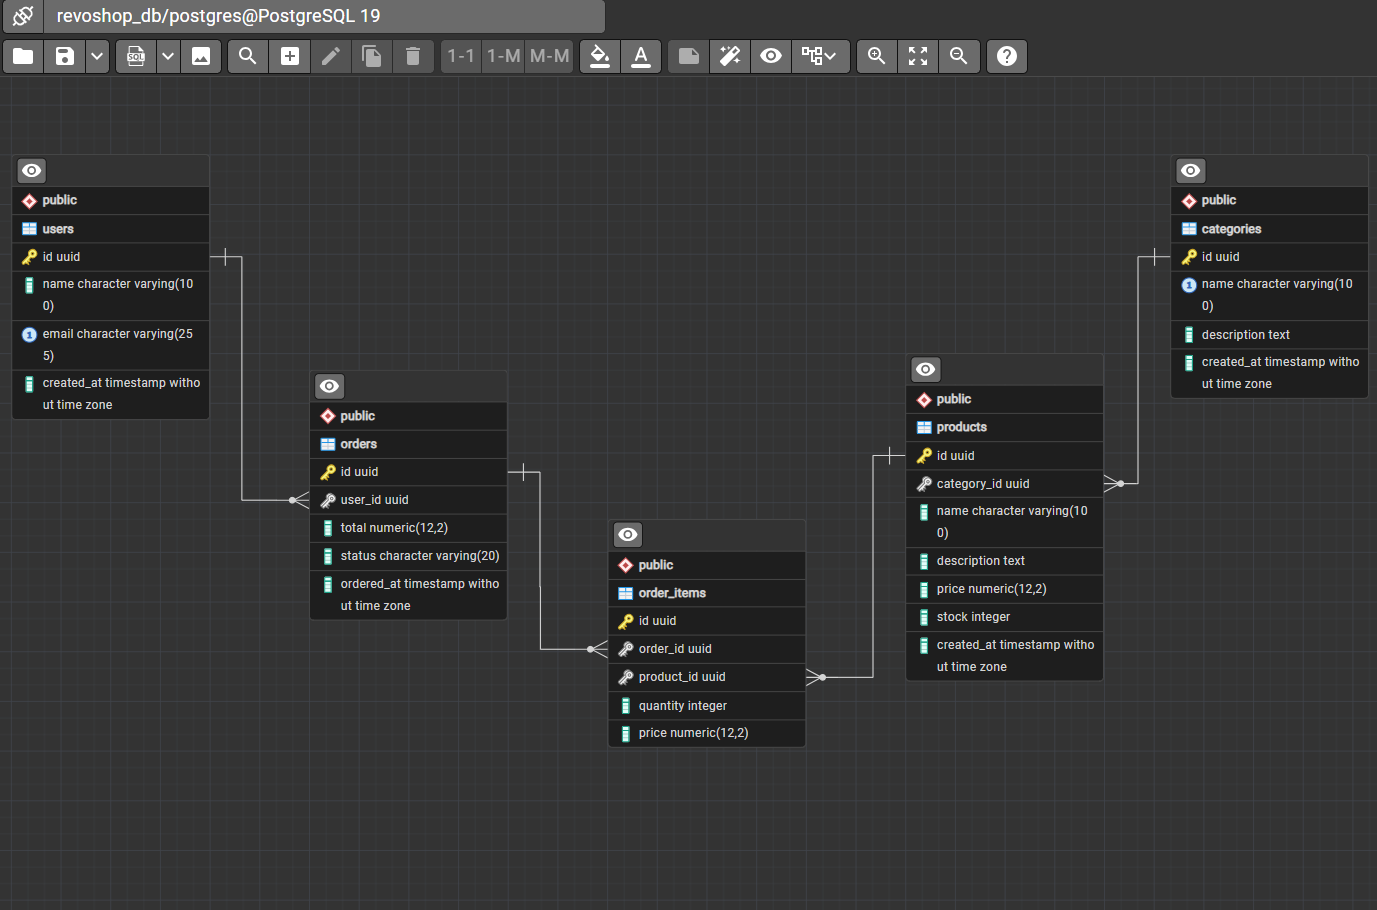 revoshop_db/postgres@PostgreSQL 19
SQL
1-1 1-M M-M
A
?
public
users
id uuid
name character varying(10
0)
1 email character varying(25
5)
created_at timestamp witho
ut time zone
public
orders
id uuid
user_id uuid
total numeric(12,2)
status character varying(20)
ordered_at timestamp witho
ut time zone
public
order_items
id uuid
order_id uuid
product_id uuid
quantity integer
price numeric(12,2)
public
products
id uuid
category_id uuid
name character varying(10
0)
description text
price numeric(12,2)
stock integer
created_at timestamp witho
ut time zone
public
categories
id uuid
1 name character varying(10
0)
description text
created_at timestamp witho
ut time zone